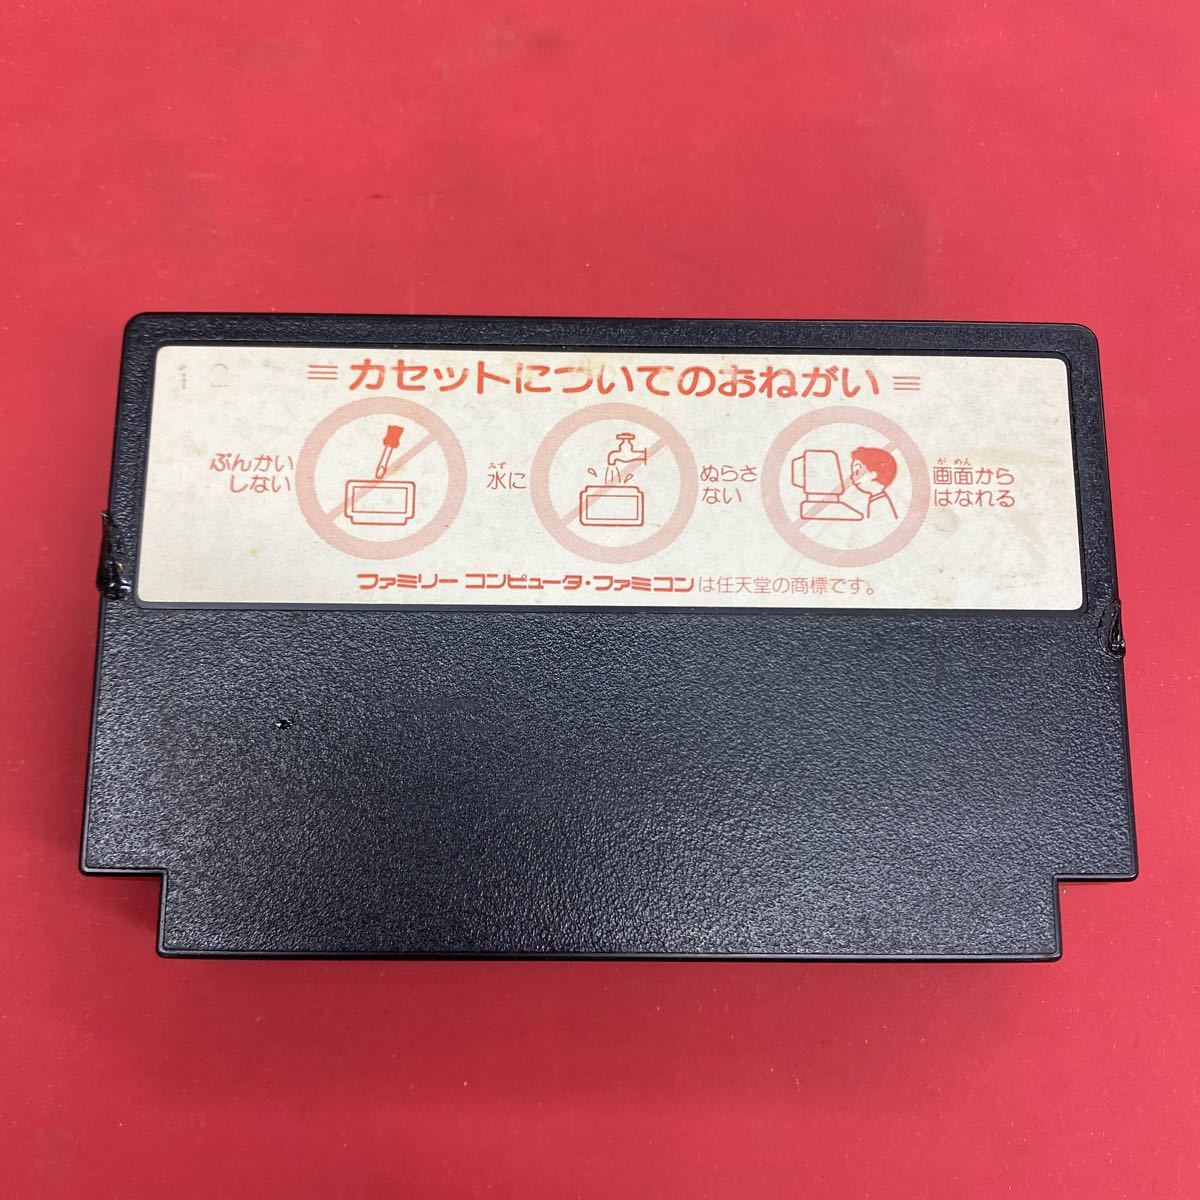 2
カセットについてのおねがい
ぶんかい
しない
みず
水に
ぬらさ
ない
がめん
画面から
はなれる
ファミリー コンピュータ・ファミコンは任天堂の商標です。